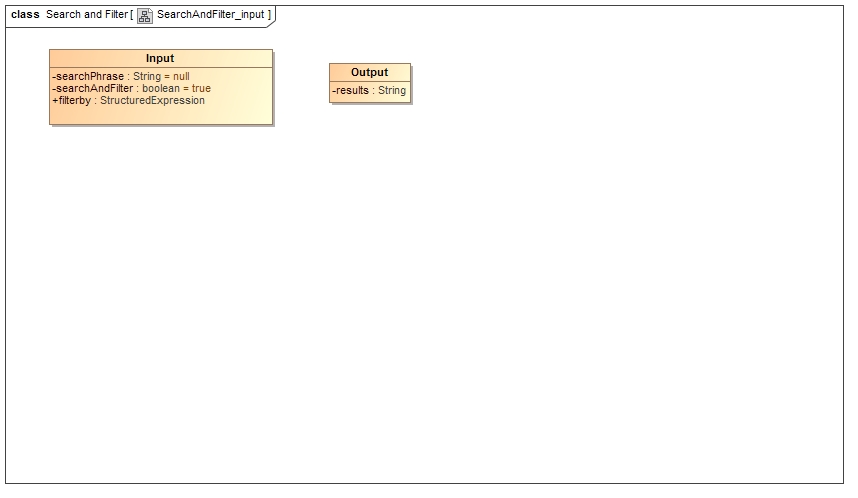 class Search and Filter [ SearchAndFilter_input ]
Input
-searchPhrase : String = null
-searchAndFilter : boolean = true
+filterby : StructuredExpression
Output
-results : String